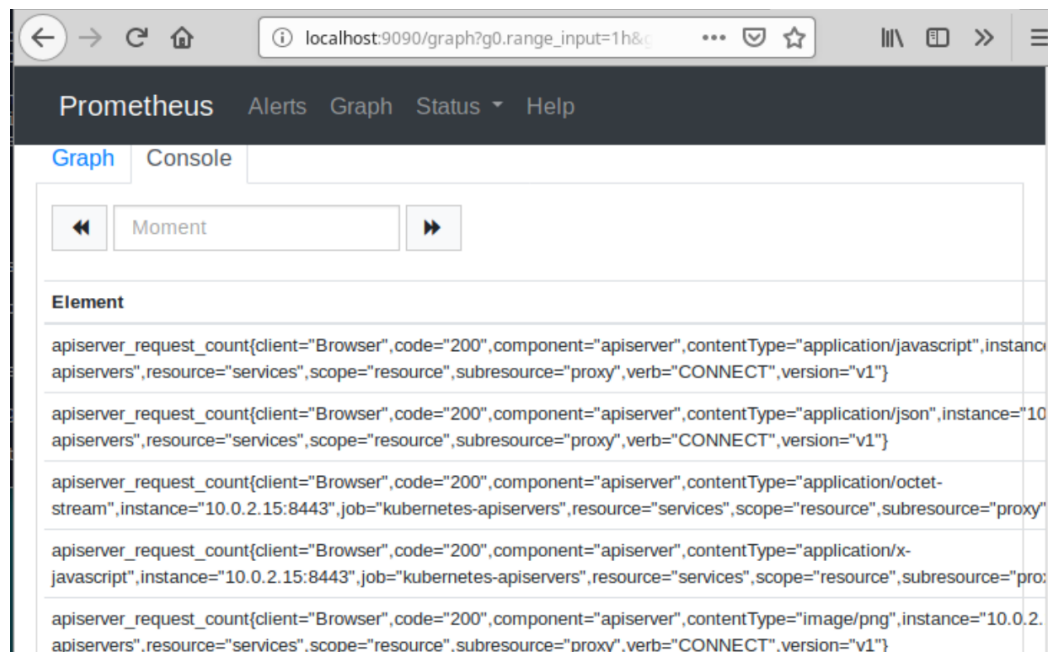 localhost:9090/graph?g0.range_input=1h&g
Prometheus Alerts Graph Status Help
Graph Console
Moment
Element
apiserver_request_count{client="Browser",code="200",component="apiserver",contentType="application/javascript",instance
apiservers",resource="services",scope="resource",subresource="proxy",verb="CONNECT",version="v1"}
apiserver_request_count{client="Browser",code="200",component="apiserver",contentType="application/json",instance="10
apiservers",resource="services",scope="resource",subresource="proxy",verb="CONNECT",version="v1"}
apiserver_request_count{client="Browser",code="200",component="apiserver",contentType="application/octet-
stream",instance="10.0.2.15:8443",job="kubernetes-apiservers",resource="services",scope="resource",subresource="proxy"
apiserver_request_count{client="Browser",code="200",component="apiserver",contentType="application/x-
javascript",instance="10.0.2.15:8443",job="kubernetes-apiservers",resource="services",scope="resource",subresource="pro
apiserver_request_count{client="Browser",code="200",component="apiserver",contentType="image/png",instance="10.0.2.
apiservers",resource="services",scope="resource",subresource="proxy",verb="CONNECT",version="v1"}